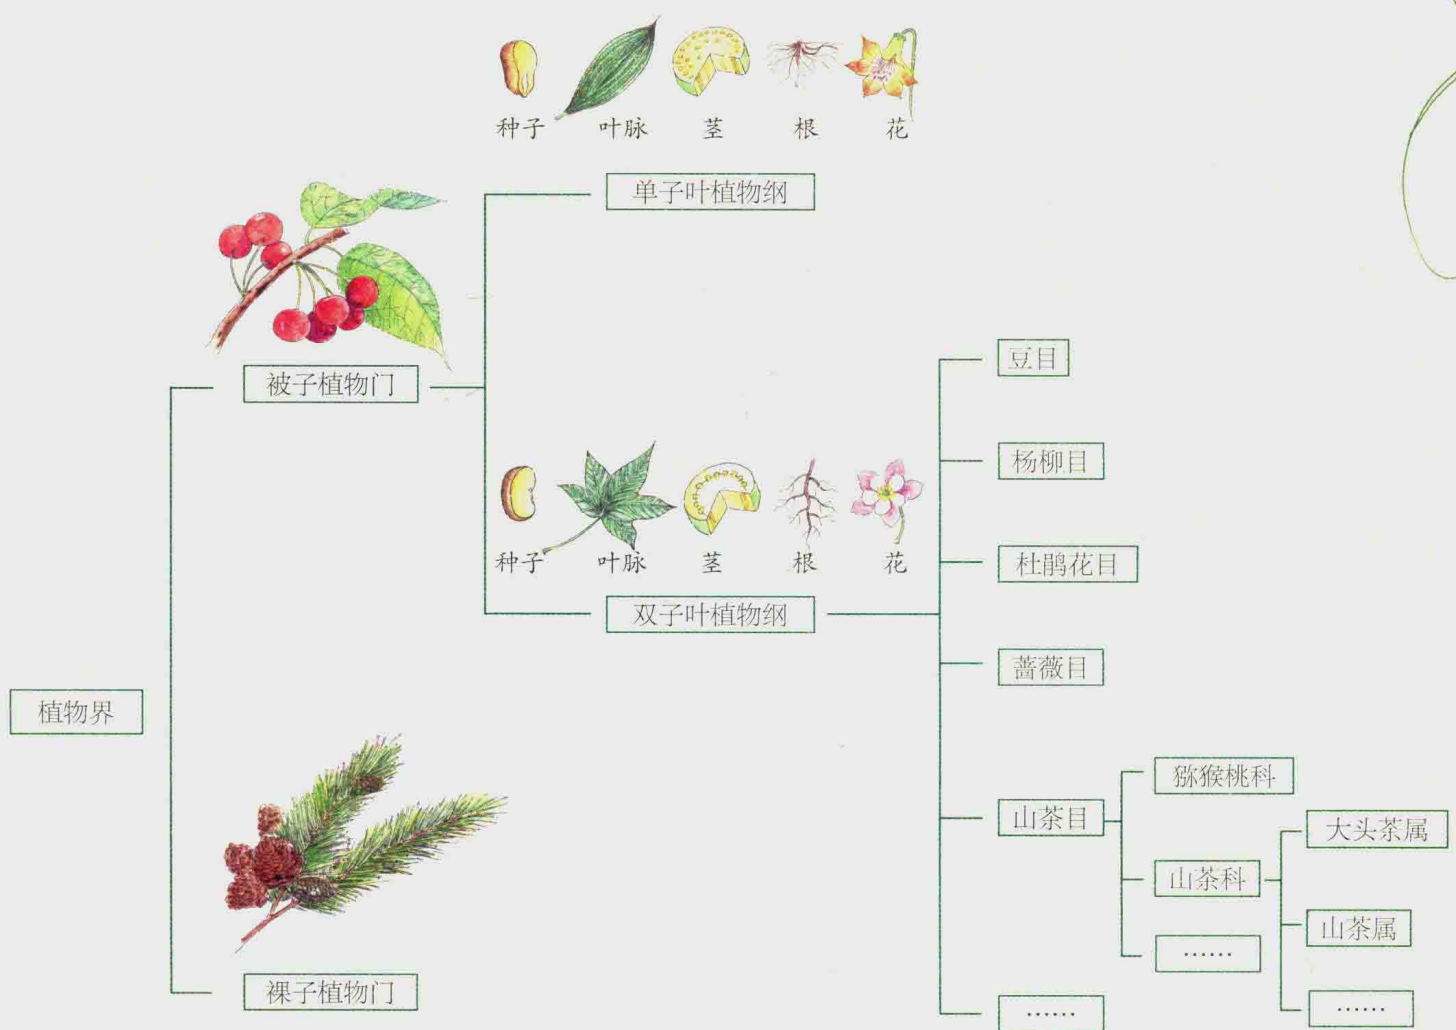 种子 叶脉 茎 根 花
单子叶植物纲
被子植物门
豆目
杨柳目
种子 叶脉 茎 根 花
杜鹃花目
双子叶植物纲
蔷薇目
植物界
猕猴桃科
山茶目
大头茶属
山茶科
山茶属
……
裸子植物门
……
……